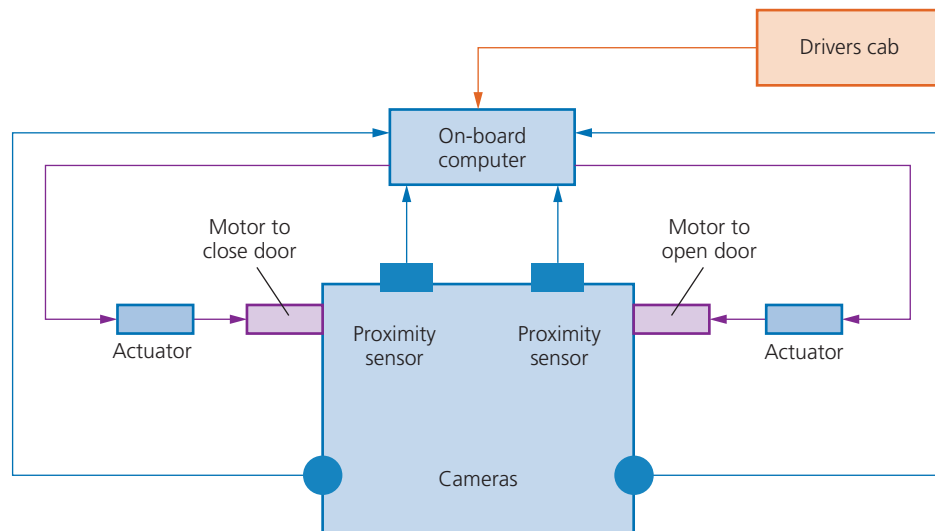 Drivers cab
On-board
computer
Motor to
close door
Motor to
open door
Actuator
Proximity
sensor
Proximity
sensor
Actuator
Cameras